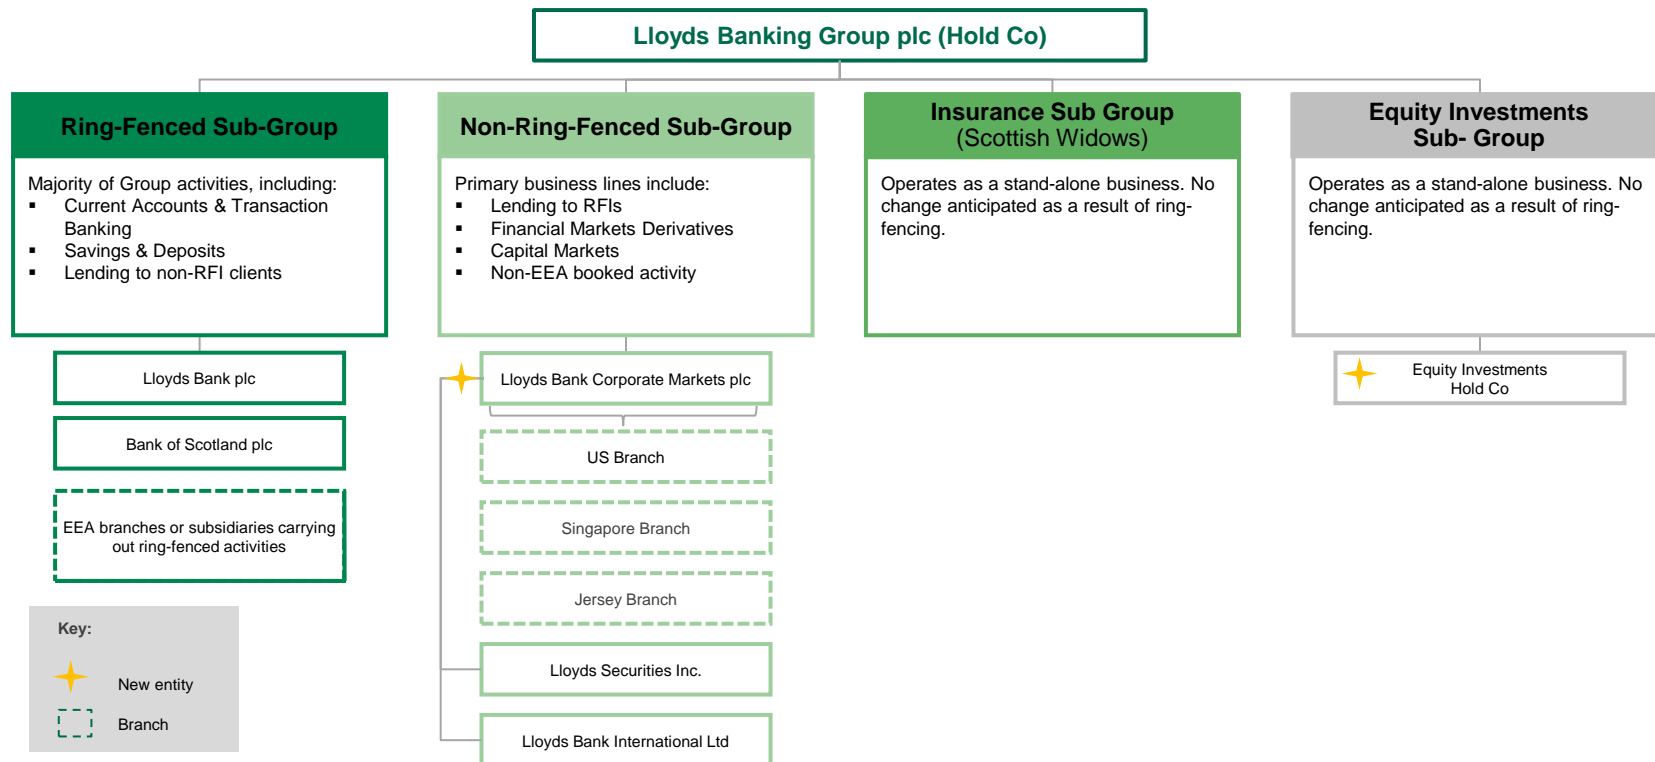 Lloyds Banking Group plc (Hold Co)
Ring-Fenced Sub-Group
Majority of Group activities, including:
▪ Current Accounts & Transaction
Banking
▪ Savings & Deposits
▪ Lending to non-RFI clients
Lloyds Bank plc
Bank of Scotland plc
EEA branches or subsidiaries carrying
out ring-fenced activities
Non-Ring-Fenced Sub-Group
Primary business lines include:
▪ Lending to RFIs
▪ Financial Markets Derivatives
▪ Capital Markets
▪ Non-EEA booked activity
Lloyds Bank Corporate Markets plc
US Branch
Singapore Branch
Jersey Branch
Lloyds Securities Inc.
Lloyds Bank International Ltd
Insurance Sub Group
(Scottish Widows)
Operates as a stand-alone business. No
change anticipated as a result of ring-
fencing.
Equity Investments
Sub- Group
Operates as a stand-alone business. No
change anticipated as a result of ring-
fencing.
Equity Investments
Hold Co
Key:
New entity
Branch